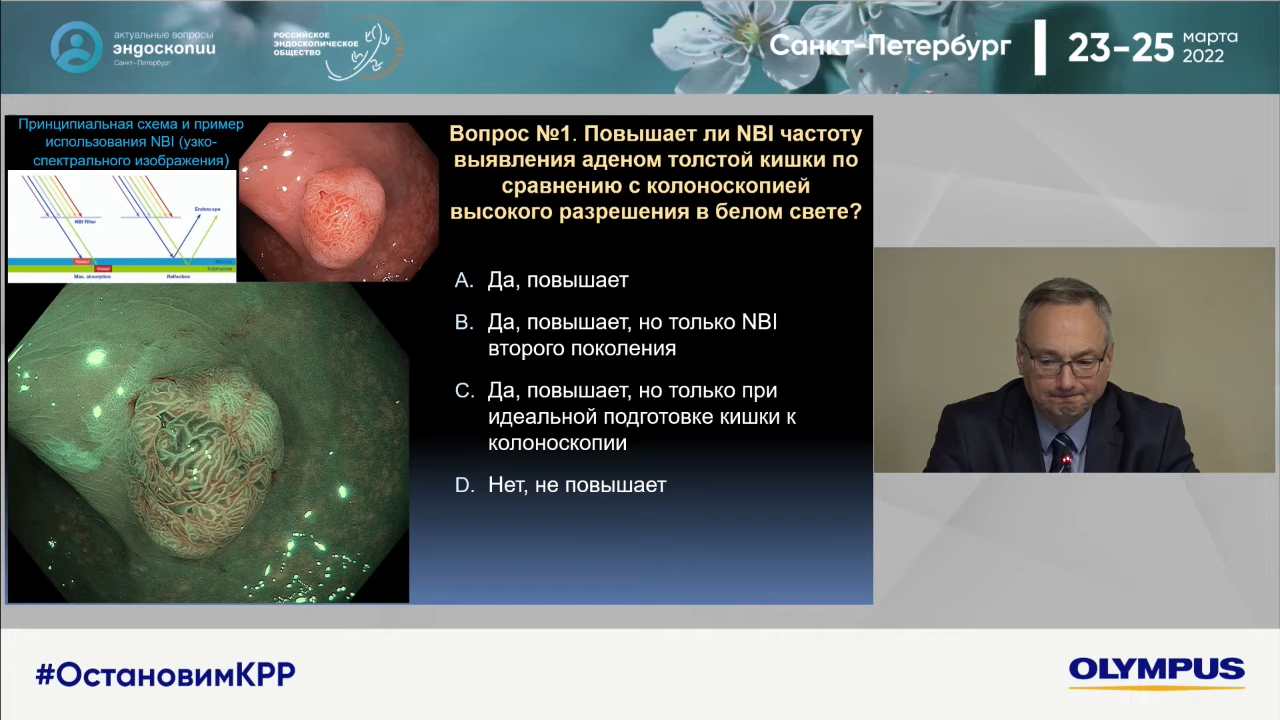 актуальные вопросы
эндоскопии
Санкт-Петербург
РОССИЙСКОЕ
ЭНДОСКОПИЧЕСКОЕ
ОБЩЕСТВО
Санкт-Петербург
23-25 марта
2022
Принципиальная схема и пример
использования NBI (узко-
спектрального изображения)
NBI filter
Endoscope
Vessel
Vessel
Max. absorption
Reflection
Вопрос №1. Повышает ли NBI частоту
выявления аденом толстой кишки по
сравнению с колоноскопией
высокого разрешения в белом свете?
A. Да, повышает
B. Да, повышает, но только NBI
второго поколения
C. Да, повышает, но только при
идеальной подготовке кишки к
колоноскопии
D. Нет, не повышает
#ОстановимКРР
OLYMPUS